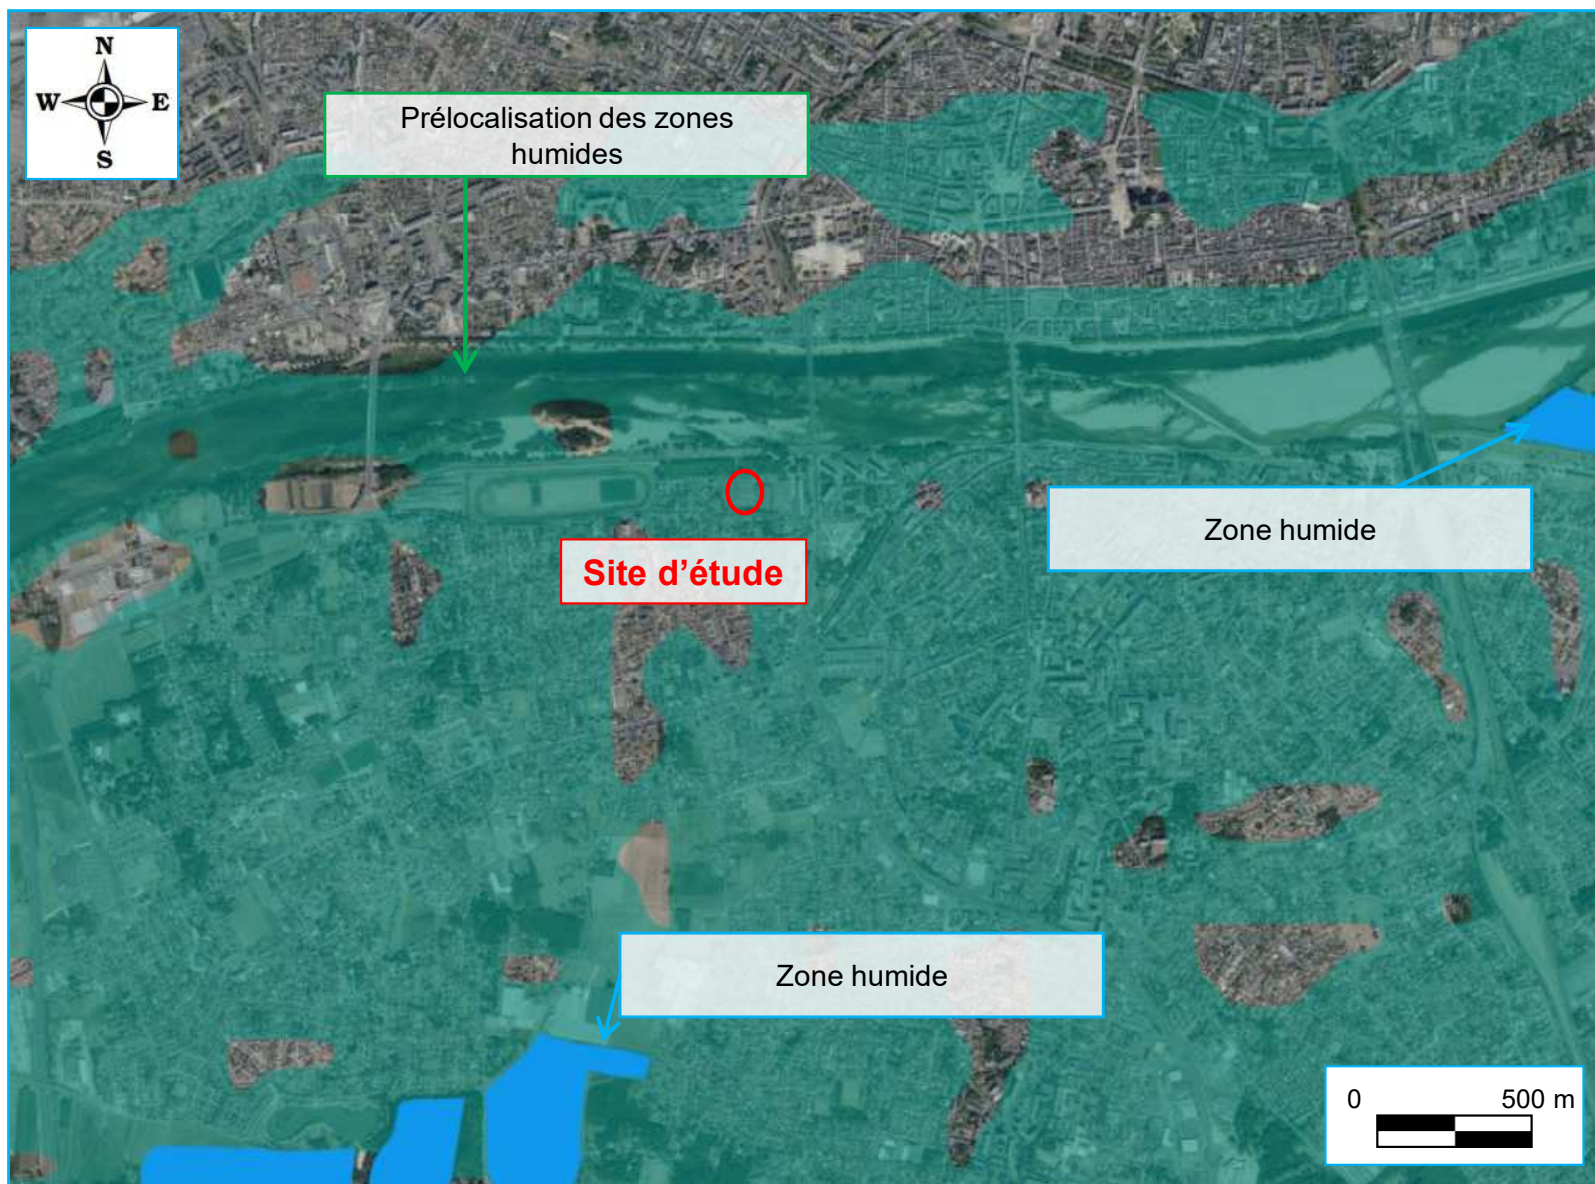 N
W E
S
Prélocalisation des zones
humides
Zone humide
Site d'étude
Zone humide
0 500 m